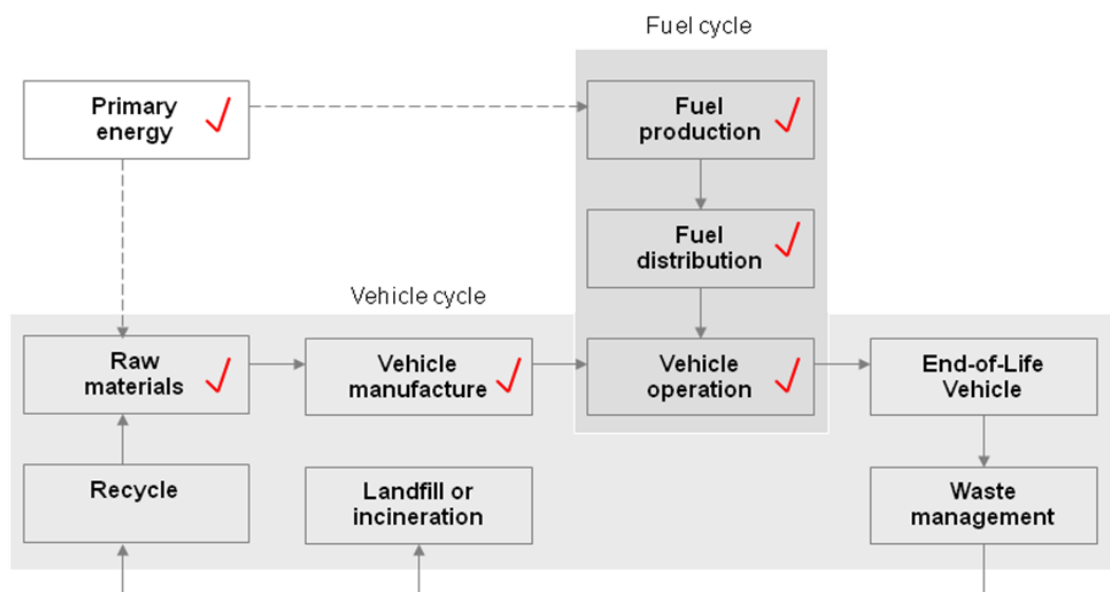 Fuel cycle
Primary
energy
Fuel
production
Fuel
distribution
Vehicle cycle
Raw
materials
Vehicle
manufacture
Vehicle
operation
End-of-Life
Vehicle
Recycle
Landfill or
incineration
Waste
management